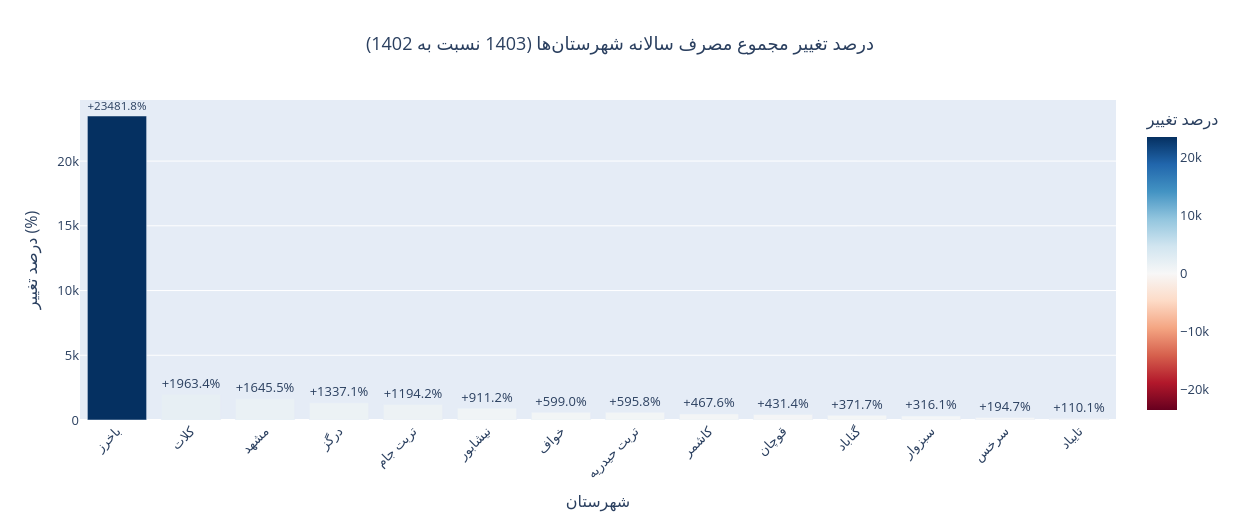 درصد تغییر مجموع مصرف سالانه شهرستان‌ها (1403 نسبت به 1402)
درصد تغییر (%)
20k
15k
10k
5k
0
+23481.8%
+1963.4%
+1645.5%
+1337.1%
+1194.2%
+911.2%
+599.0%
+595.8%
+467.6%
+431.4%
+371.7%
+316.1%
+194.7%
+110.1%
باخرز
کلات
مشهد
درگز
تربت جام
نیشابور
خواف
تربت حیدریه
کاشمر
قوچان
گناباد
سبزوار
سرخس
تایباد
شهرستان
درصد تغییر
20k
10k
0
−10k
−20k